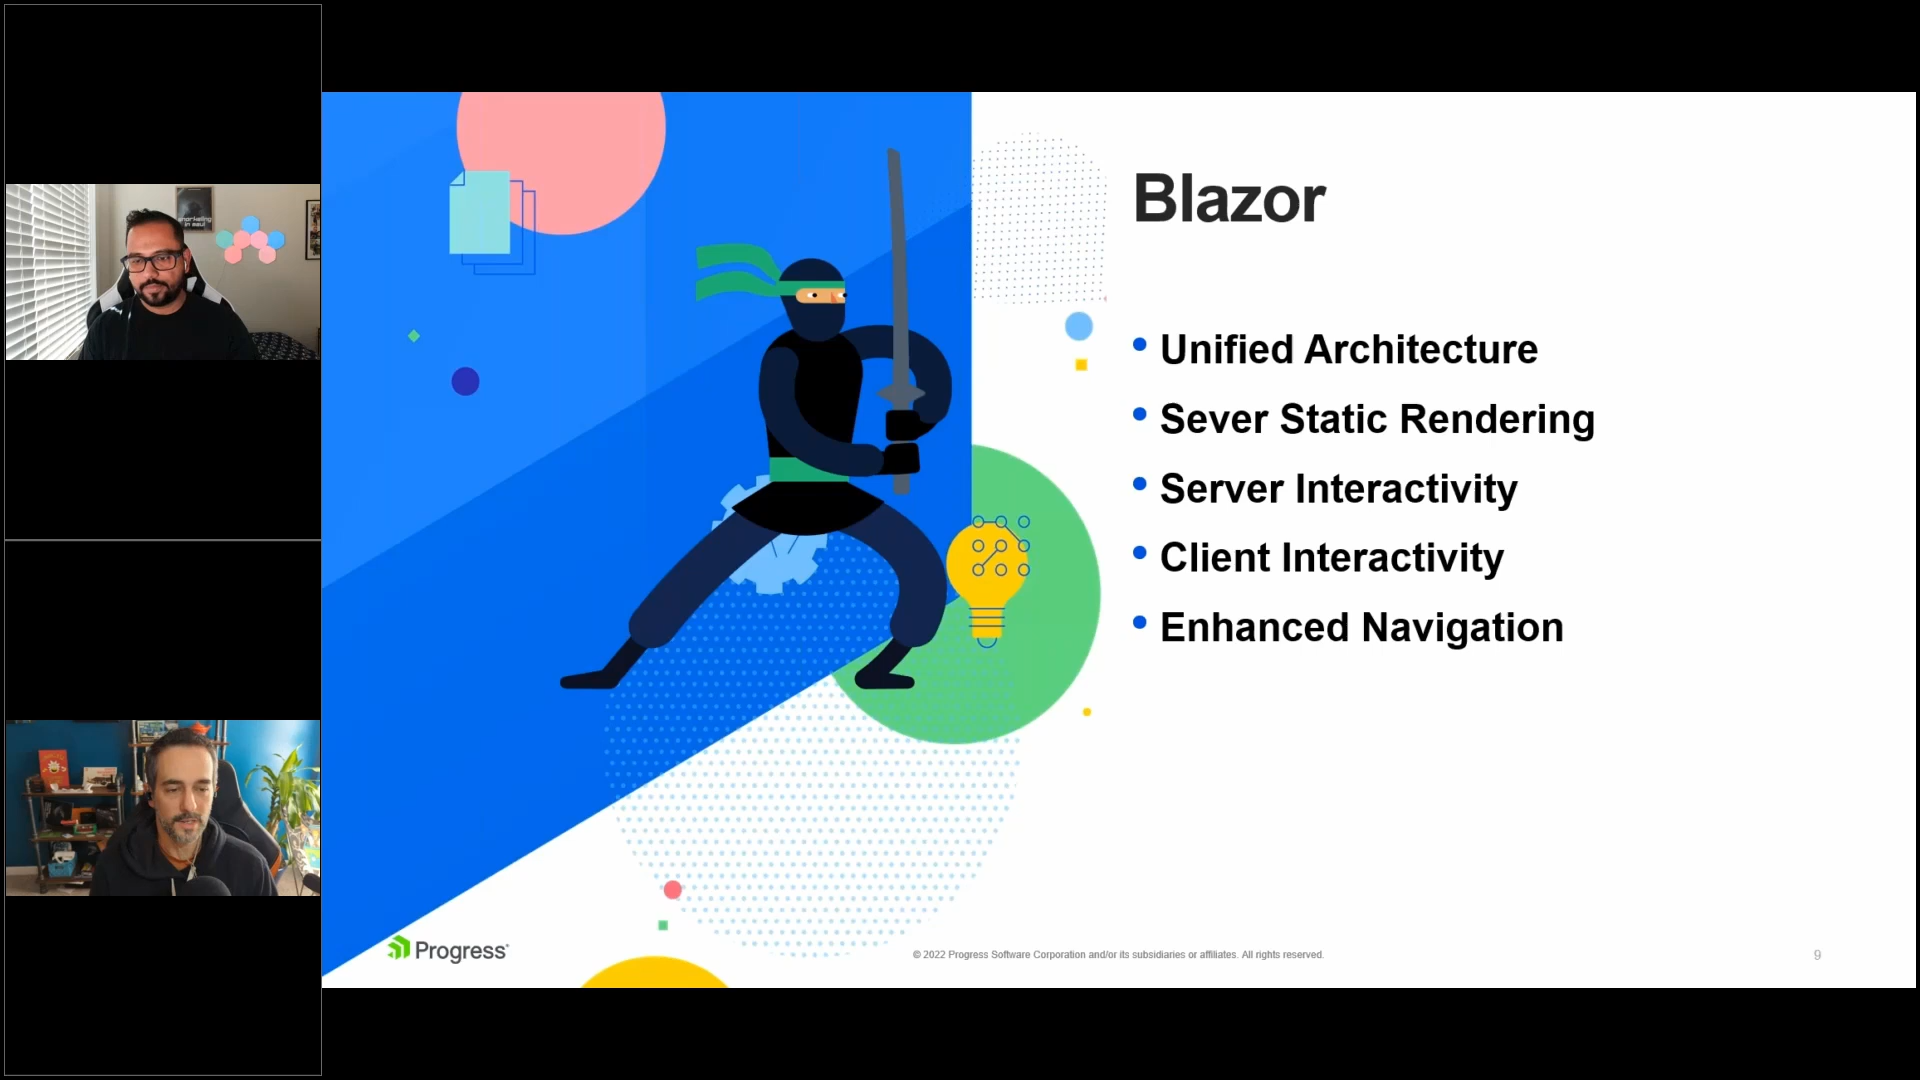 Blazor
Unified Architecture
Sever Static Rendering
Server Interactivity
Client Interactivity
Enhanced Navigation
Progress
© 2022 Progress Software Corporation and/or its subsidiaries or affiliates. All rights reserved.
9